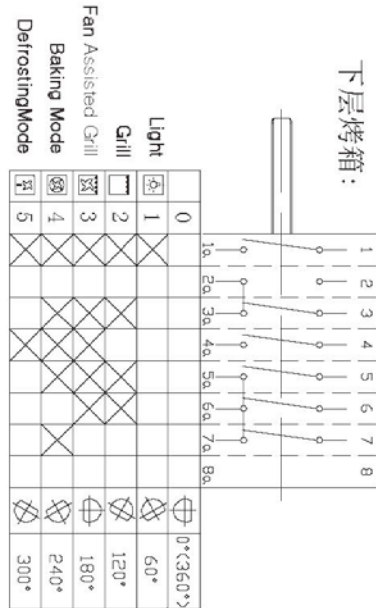 下层烤箱:
1 2 3 4 5 6 7 8
1a 2a 3a 4a 5a 6a 7a 8a
0 0°(360°)
Light 1 60°
Grill 2 120°
Fan Assisted Grill 3 180°
Baking Mode 4 240°
DefrostingMode 5 300°